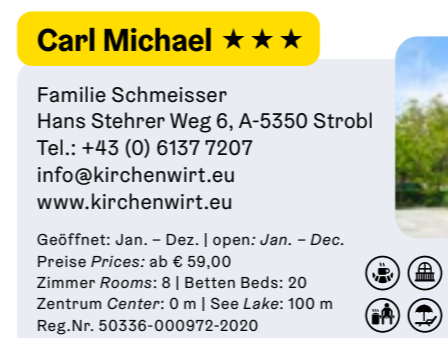 Carl Michael ★★★
Familie Schmeisser
Hans Stehrer Weg 6, A-5350 Strobl
Tel.: +43 (0) 6137 7207
info@kirchenwirt.eu
www.kirchenwirt.eu
Geöffnet: Jan. – Dez. | open: Jan. – Dec.
Preise Prices: ab € 59,00
Zimmer Rooms: 8 | Betten Beds: 20
Zentrum Center: 0 m | See Lake: 100 m
Reg.Nr. 50336-000972-2020